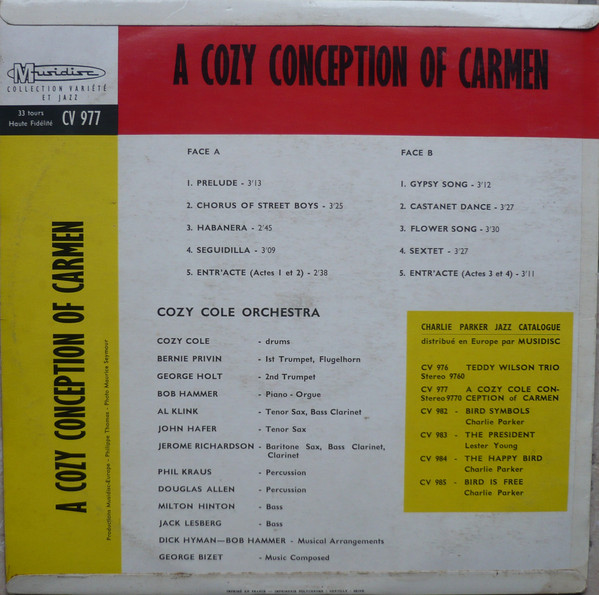 Musidisc
COLLECTION VARIÉTÉ
ET JAZZ
33 tours
Haute Fidélité
CV 977
A COZY CONCEPTION OF CARMEN
A COZY CONCEPTION OF CARMEN
Productions Musidisc-Europe - Philippe Thomas - Photo Maurice Seymour
FACE A
1. PRELUDE - 3'13
2. CHORUS OF STREET BOYS - 3'25
3. HABANERA - 2'45
4. SEGUIDILLA - 3'09
5. ENTR'ACTE (Actes 1 et 2) - 2'38
FACE B
1. GYPSY SONG - 3'12
2. CASTANET DANCE - 3'27
3. FLOWER SONG - 3'30
4. SEXTET - 3'27
5. ENTR'ACTE (Actes 3 et 4) - 3'11
COZY COLE ORCHESTRA
COZY COLE - drums
BERNIE PRIVIN - 1st Trumpet, Flugelhorn
GEORGE HOLT - 2nd Trumpet
BOB HAMMER - Piano - Orgue
AL KLINK - Tenor Sax, Bass Clarinet
JOHN HAFER - Tenor Sax
JEROME RICHARDSON - Baritone Sax, Bass Clarinet,
Clarinet
PHIL KRAUS - Percussion
DOUGLAS ALLEN - Percussion
MILTON HINTON - Bass
JACK LESBERG - Bass
DICK HYMAN—BOB HAMMER - Musical Arrangements
GEORGE BIZET - Music Composed
CHARLIE PARKER JAZZ CATALOGUE
distribué en Europe par MUSIDISC
CV 976 TEDDY WILSON TRIO
Stereo 9760
CV 977 A COZY COLE CON-
Stereo 9770 CEPTION of CARMEN
CV 982 - BIRD SYMBOLS
Charlie Parker
CV 983 - THE PRESIDENT
Lester Young
CV 984 - THE HAPPY BIRD
Charlie Parker
CV 985 - BIRD IS FREE
Charlie Parker